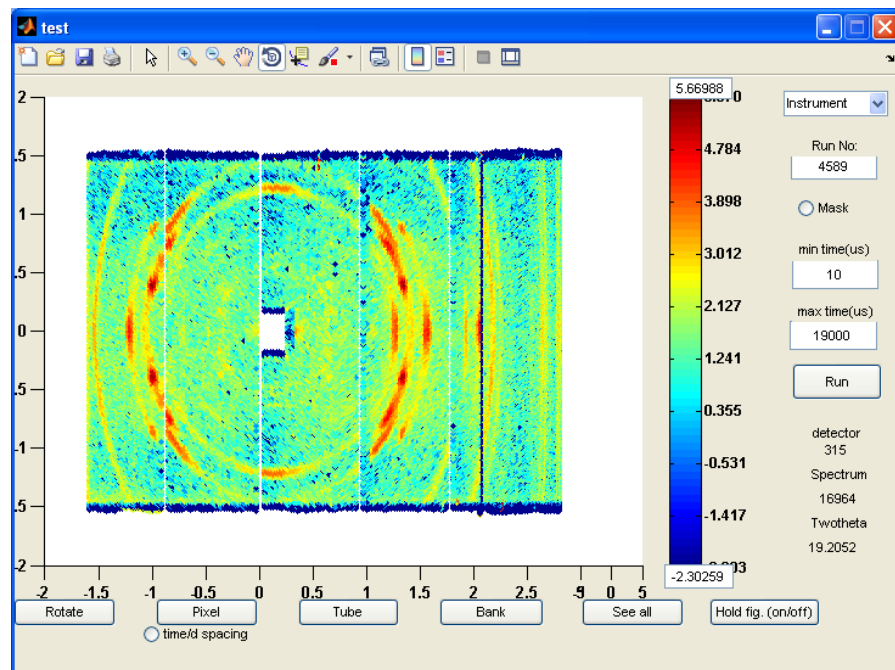 test
2
.5
1
.5
0
.5
-1
.5
-2
-2
-1.5
-1
-0.5
0
0.5
1
1.5
2
2.5
5
5.66988
4.784
3.898
3.012
2.127
1.241
0.355
-0.531
-1.417
-2.30259
Instrument
Run No:
4589
Mask
min time(us)
10
max time(us)
19000
Run
detector
315
Spectrum
16964
Twotheta
19.2052
Rotate
Pixel
Tube
Bank
See all
Hold fig. (on/off)
time/d spacing